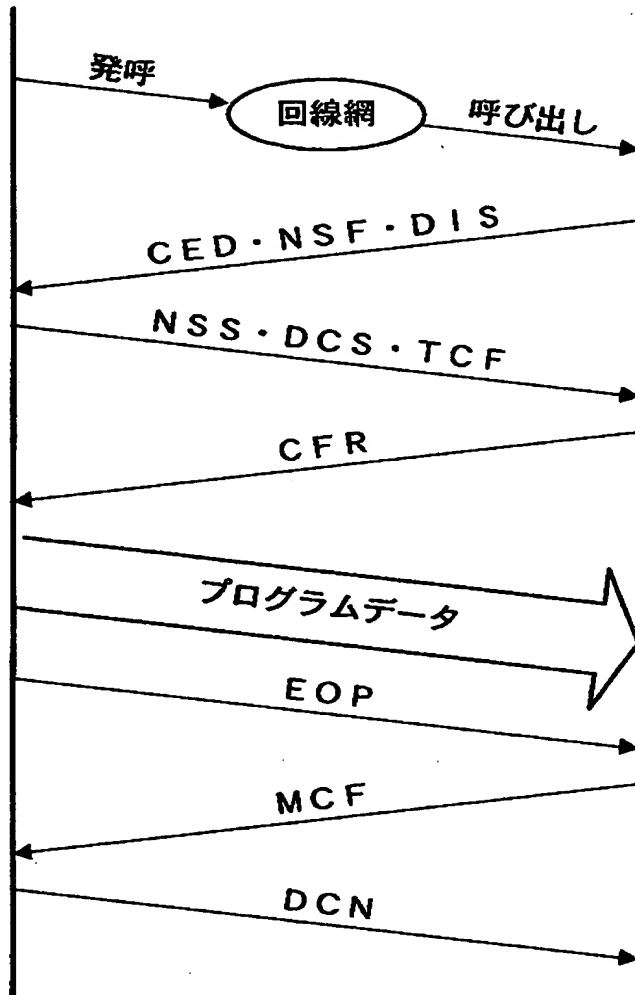 発呼
回線網
呼び出し
CED・NSF・DIS
NSS・DCS・TCF
CFR
プログラムデータ
EOP
MCF
DCN